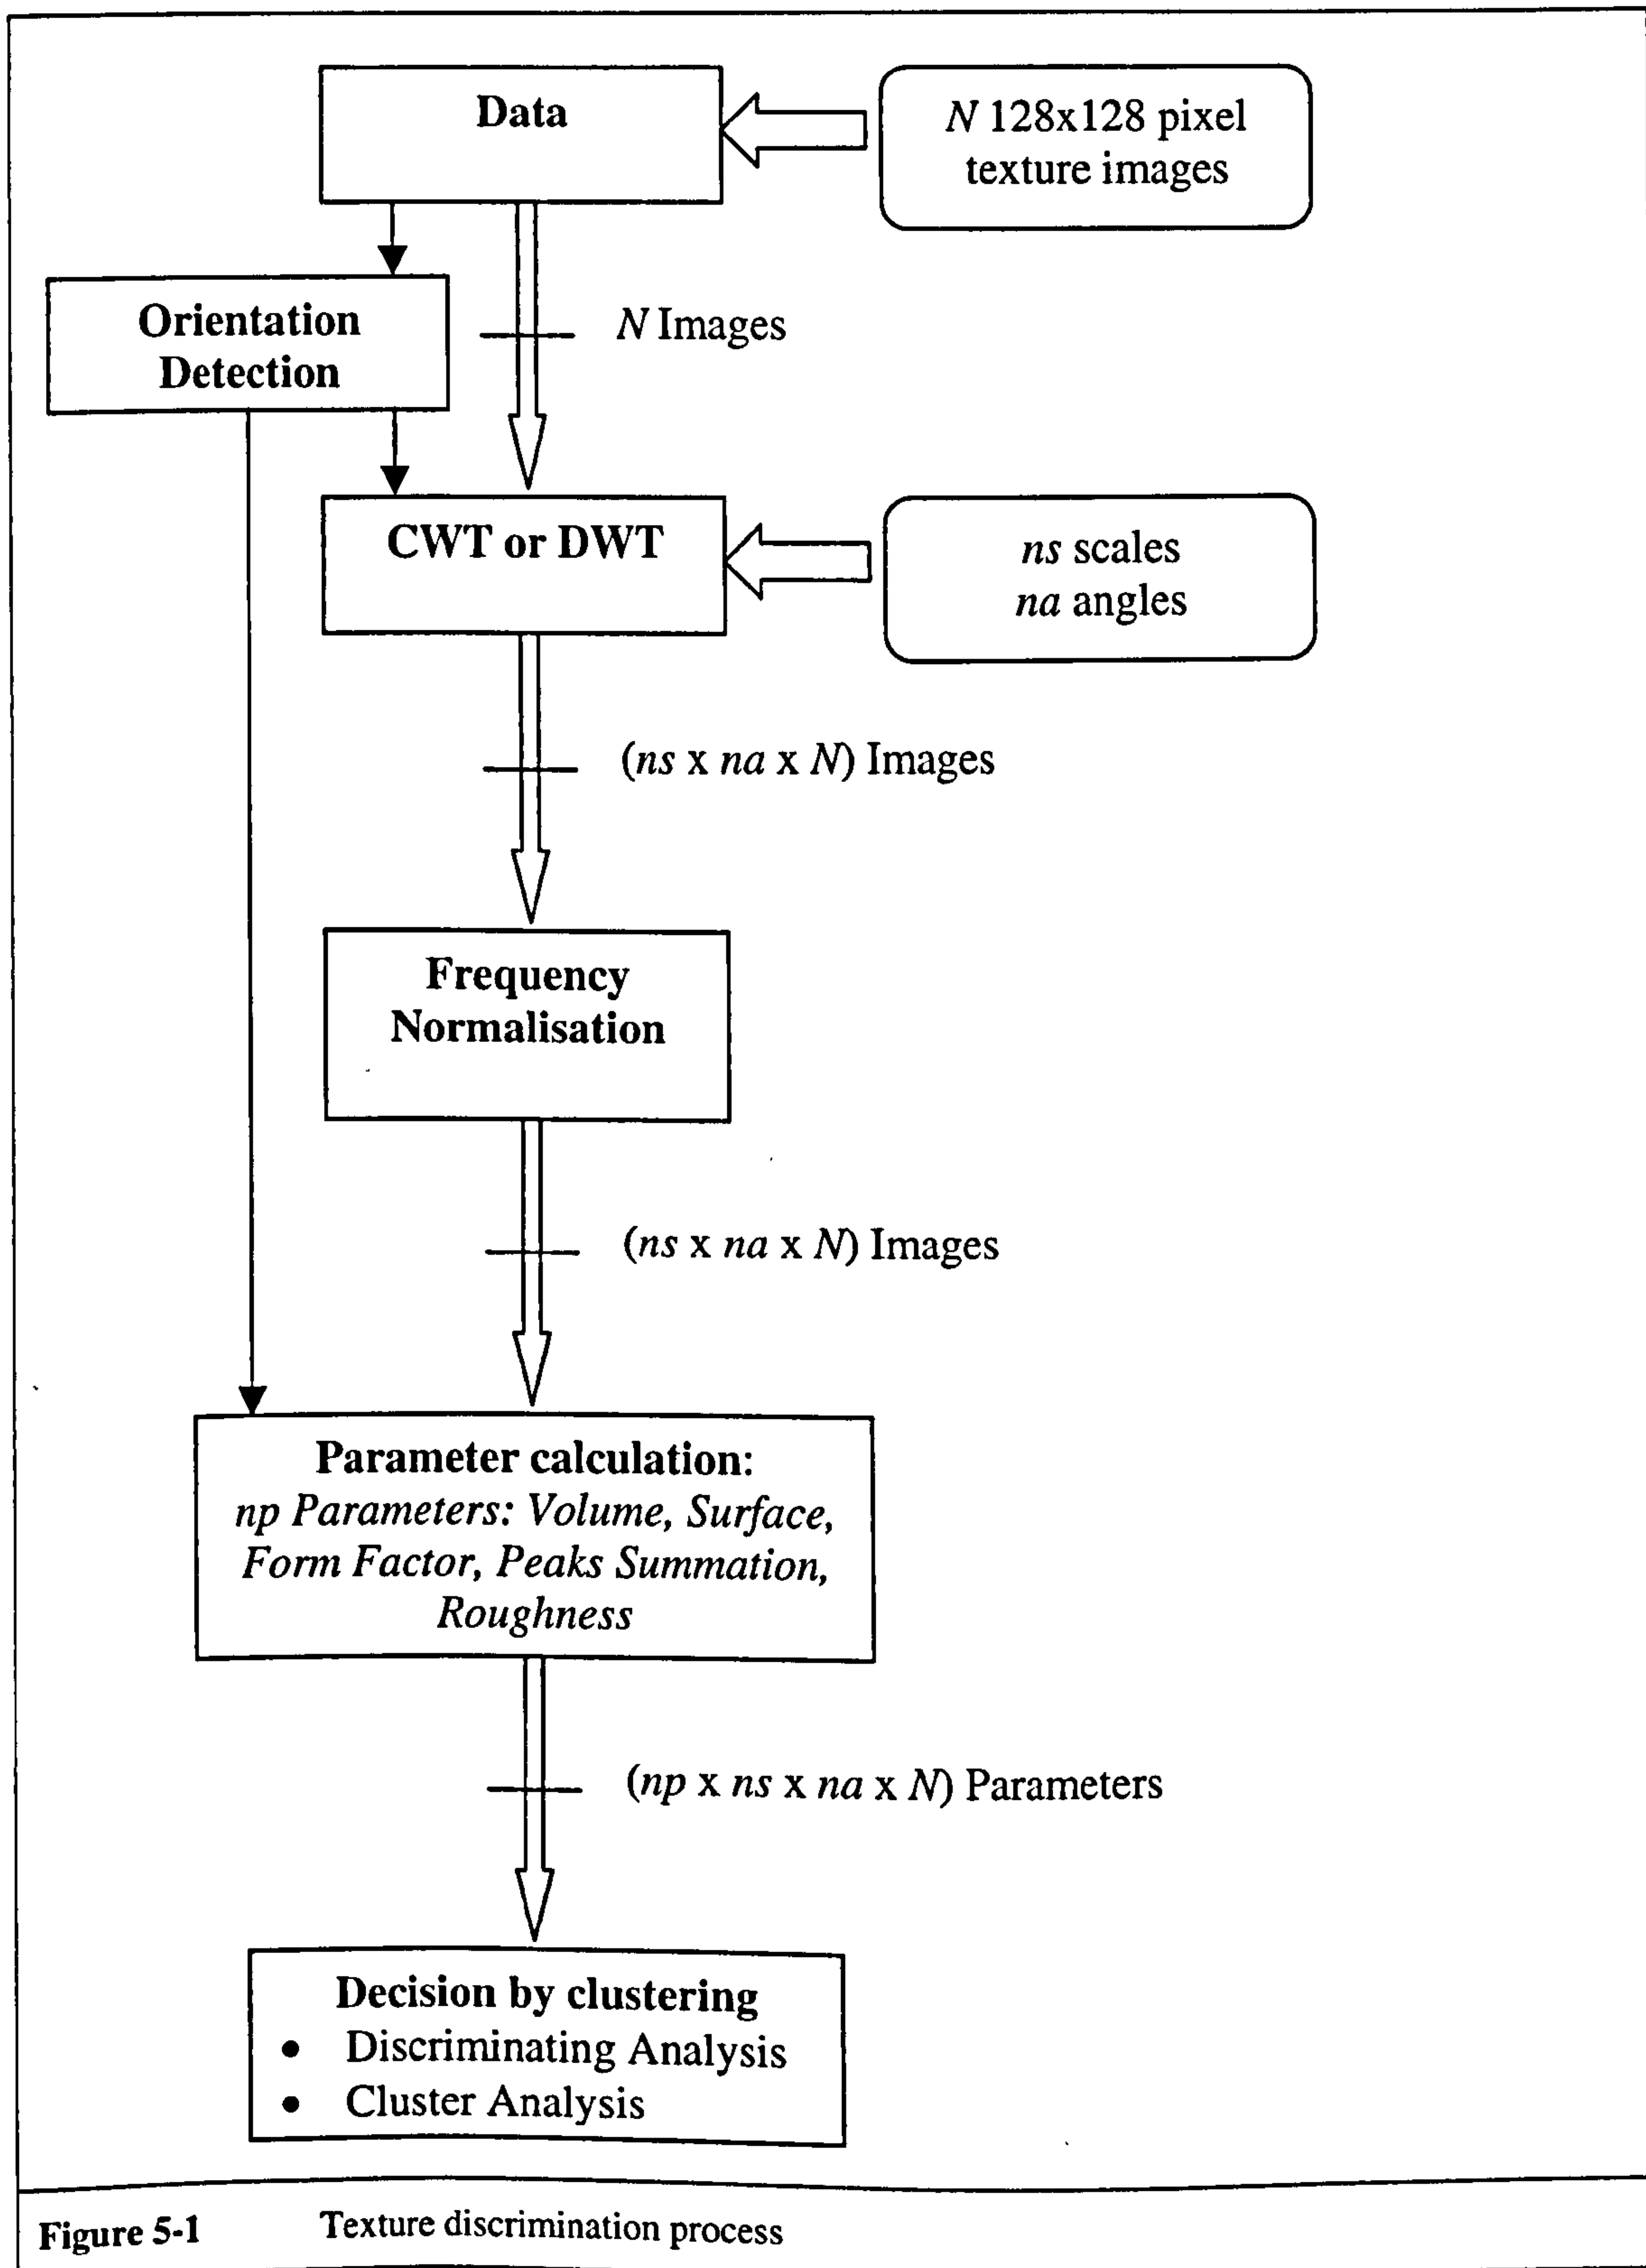 Data
N 128x128 pixel
texture images
Orientation
Detection
N Images
CWT or DWT
ns scales
na angles
(ns x na x N) Images
Frequency
Normalisation
(ns x na x N) Images
Parameter calculation:
np Parameters: Volume, Surface,
Form Factor, Peaks Summation,
Roughness
(np x ns x na x N) Parameters
Decision by clustering
• Discriminating Analysis
• Cluster Analysis
Figure 5-1 Texture discrimination process